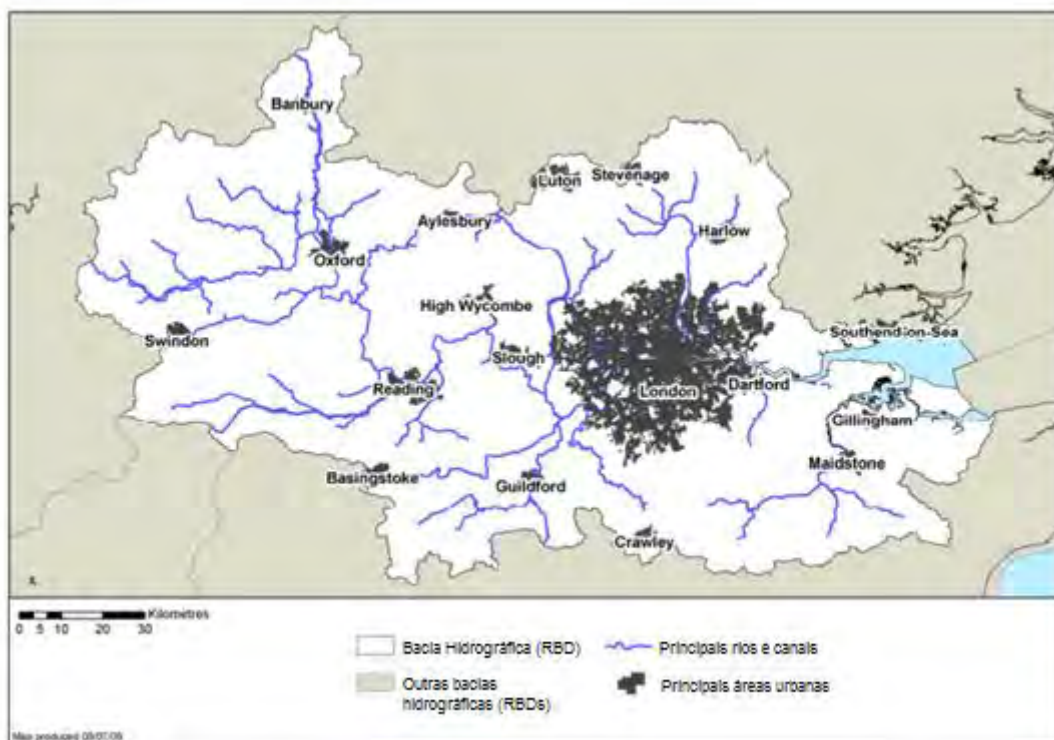 Banbury
Luton
Stevenage
Aylesbury
Harlow
Oxford
High Wycombe
Swindon
Southend-on-Sea
Slough
Reading
London
Dartford
Gillingham
Basingstoke
Guildford
Maidstone
Crawley
Kilometres
0 5 10 20 30
Bacia Hidrográfica (RBD)
Principais rios e canais
Outras bacias
hidrográficas (RBDs)
Principais áreas urbanas
Map produced